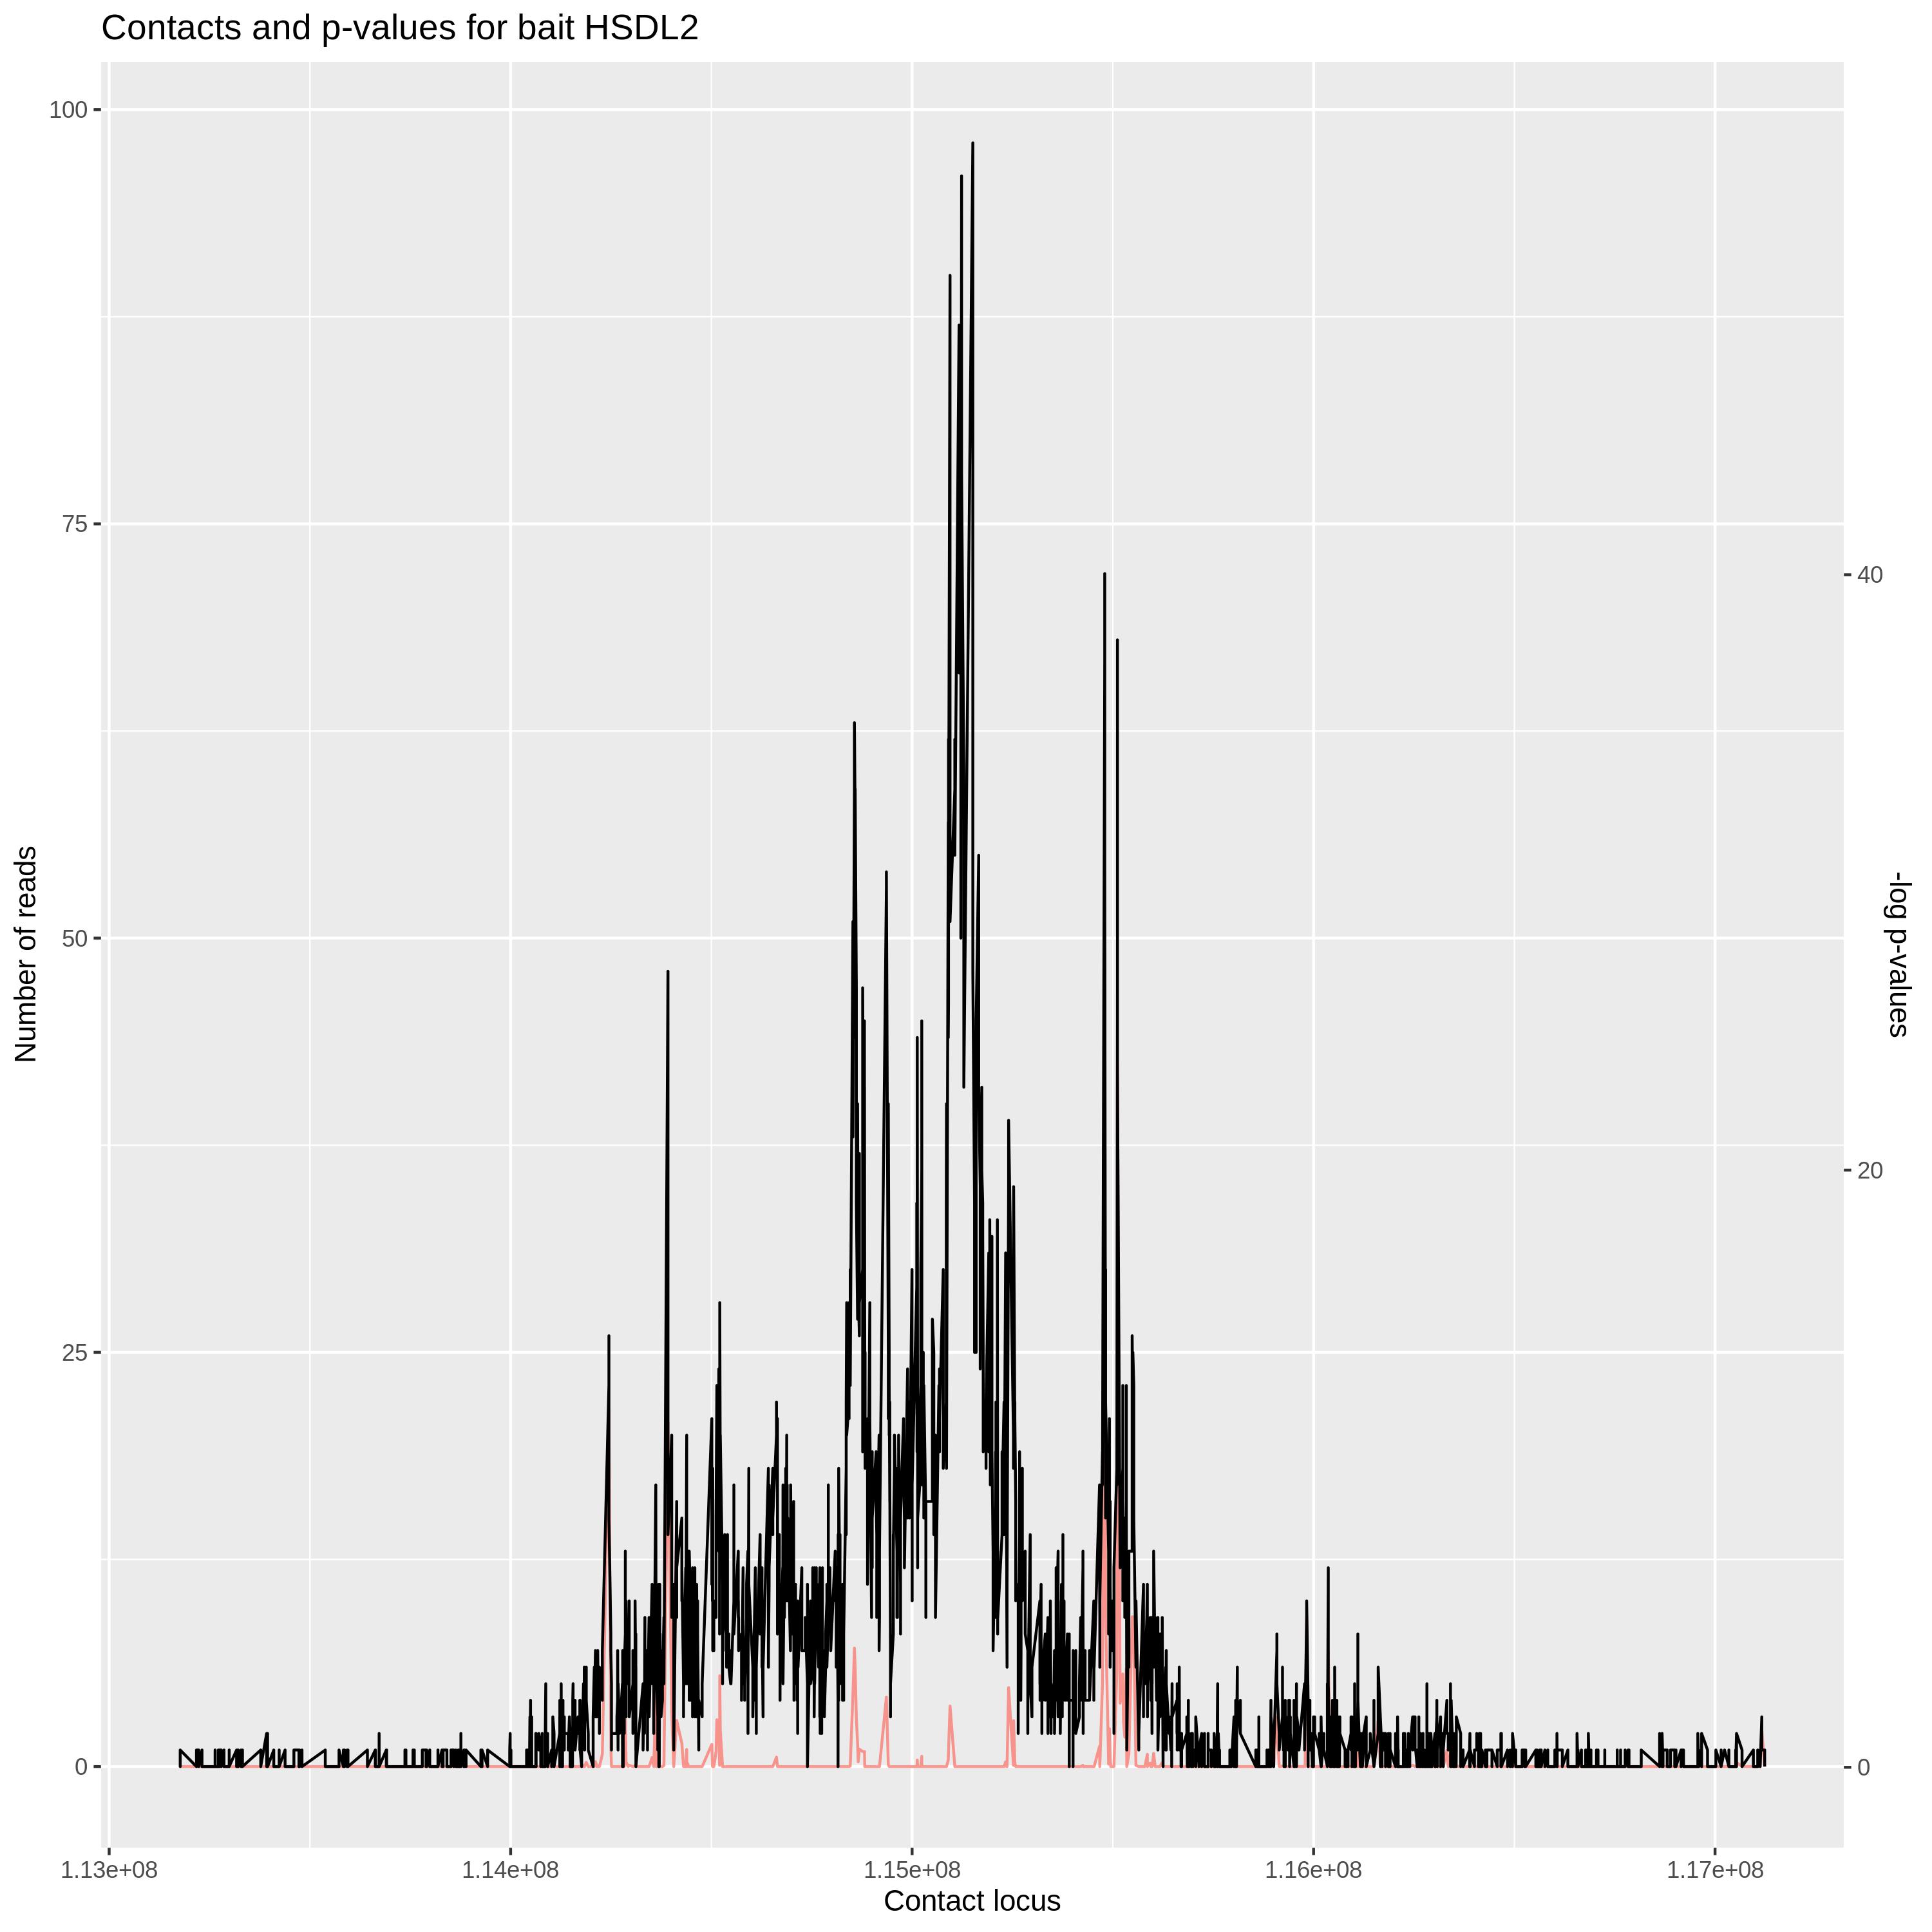 Contacts and p-values for bait HSDL2
100
75
50
25
0
Number of reads
40
20
0
-log p-values
1.13e+08
1.14e+08
1.15e+08
1.16e+08
1.17e+08
Contact locus